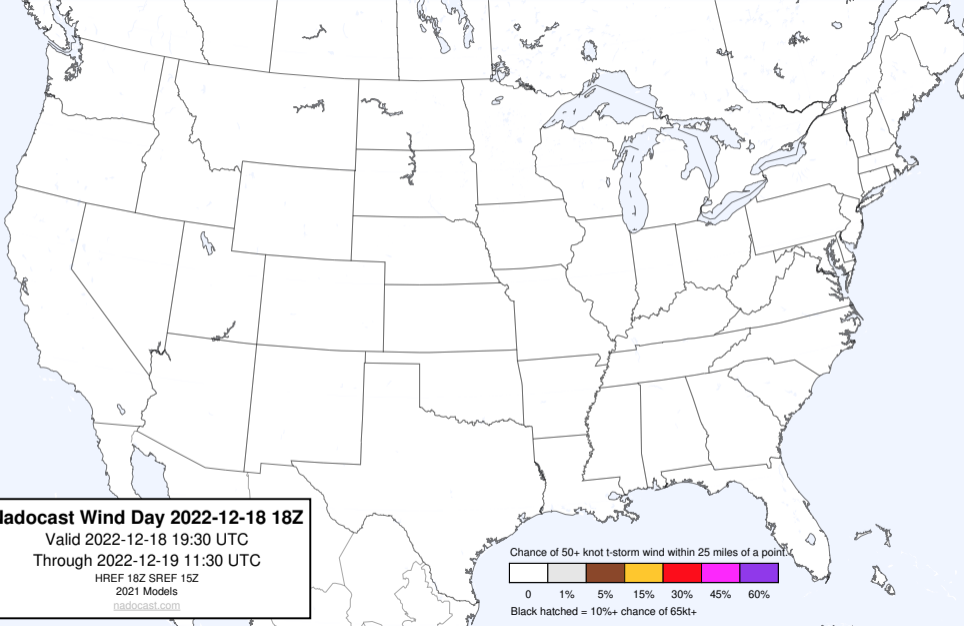 Nadocast Wind Day 2022-12-18 18Z
Valid 2022-12-18 19:30 UTC
Through 2022-12-19 11:30 UTC
HREF 18Z SREF 15Z
2021 Models
nadocast.com
Chance of 50+ knot t-storm wind within 25 miles of a point.
0 1% 5% 15% 30% 45% 60%
Black hatched = 10%+ chance of 65kt+